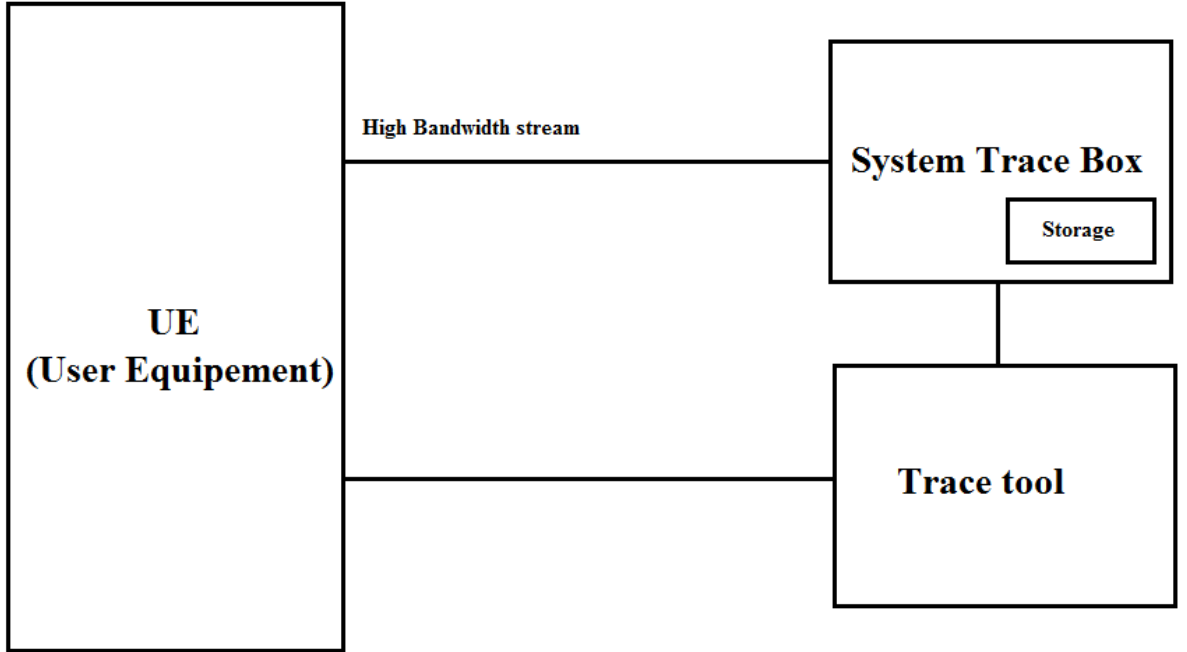 High Bandwidth stream
System Trace Box
Storage
UE
(User Equipement)
Trace tool